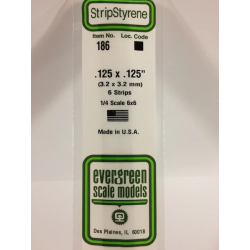 StripStyrene
Item No. Loc. Code
186
.125 x .125"
(3.2 x 3.2 mm)
6 Strips
1/4 Scale 6x6
Made in U.S.A.
evergreen
scale models
Des Plaines, IL 60018